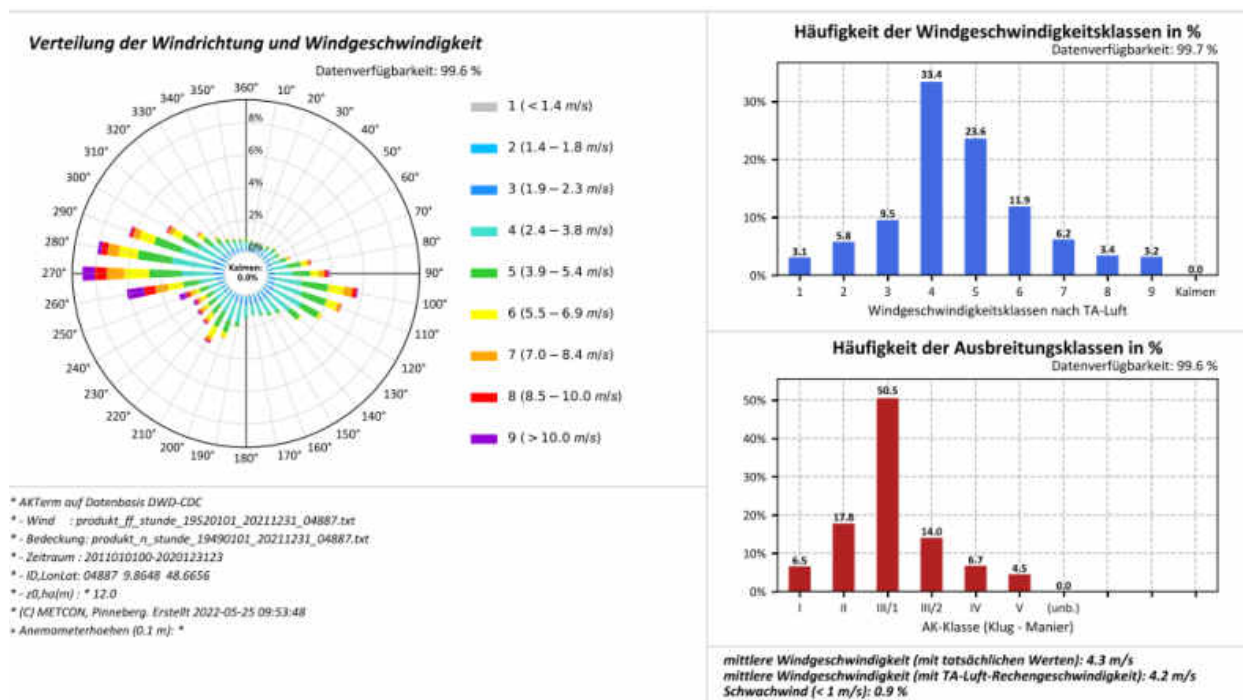 Verteilung der Windrichtung und Windgeschwindigkeit
Datenverfügbarkeit: 99.6 %
360°
10°
20°
30°
40°
50°
60°
70°
80°
90°
100°
110°
120°
130°
140°
150°
160°
170°
180°
190°
200°
210°
220°
230°
240°
250°
260°
270°
280°
290°
300°
310°
320°
330°
340°
350°
8%
6%
4%
2%
0%
Kalmen:
0.0%
1 (< 1.4 m/s)
2 (1.4 − 1.8 m/s)
3 (1.9 − 2.3 m/s)
4 (2.4 − 3.8 m/s)
5 (3.9 − 5.4 m/s)
6 (5.5 − 6.9 m/s)
7 (7.0 − 8.4 m/s)
8 (8.5 − 10.0 m/s)
9 (> 10.0 m/s)
* AKTerm auf Datenbasis DWD-CDC
* - Wind : produkt_ff_stunde_19520101_20211231_04887.txt
* - Bedeckung: produkt_n_stunde_19490101_20211231_04887.txt
* - Zeitraum : 2011010100-2020123123
* - ID,LonLat: 04887 9.8648 48.6656
* - z0,ha(m) : * 12.0
* (C) METCON, Pinneberg. Erstellt 2022-05-25 09:53:48
+ Anemometerhoehen (0.1 m): *
Häufigkeit der Windgeschwindigkeitsklassen in %
Datenverfügbarkeit: 99.7 %
30%
20%
10%
0%
3.1
5.8
9.5
33.4
23.6
11.9
6.2
3.4
3.2
0.0
1 2 3 4 5 6 7 8 9 Kalmen
Windgeschwindigkeitsklassen nach TA-Luft
Häufigkeit der Ausbreitungsklassen in %
Datenverfügbarkeit: 99.6 %
50%
40%
30%
20%
10%
0%
6.5
17.8
50.5
14.0
6.7
4.5
0.0
I II III/1 III/2 IV V (unb.)
AK-Klasse (Klug - Manier)
mittlere Windgeschwindigkeit (mit tatsächlichen Werten): 4.3 m/s
mittlere Windgeschwindigkeit (mit TA-Luft-Rechengeschwindigkeit): 4.2 m/s
Schwachwind (< 1 m/s): 0.9 %